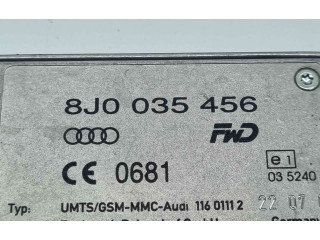 8J0 035 456
FWD
CE 0681
e1
03 5240
Typ: UMTS/GSM-MMC-Audi 116 0111 2
22 07
Germany